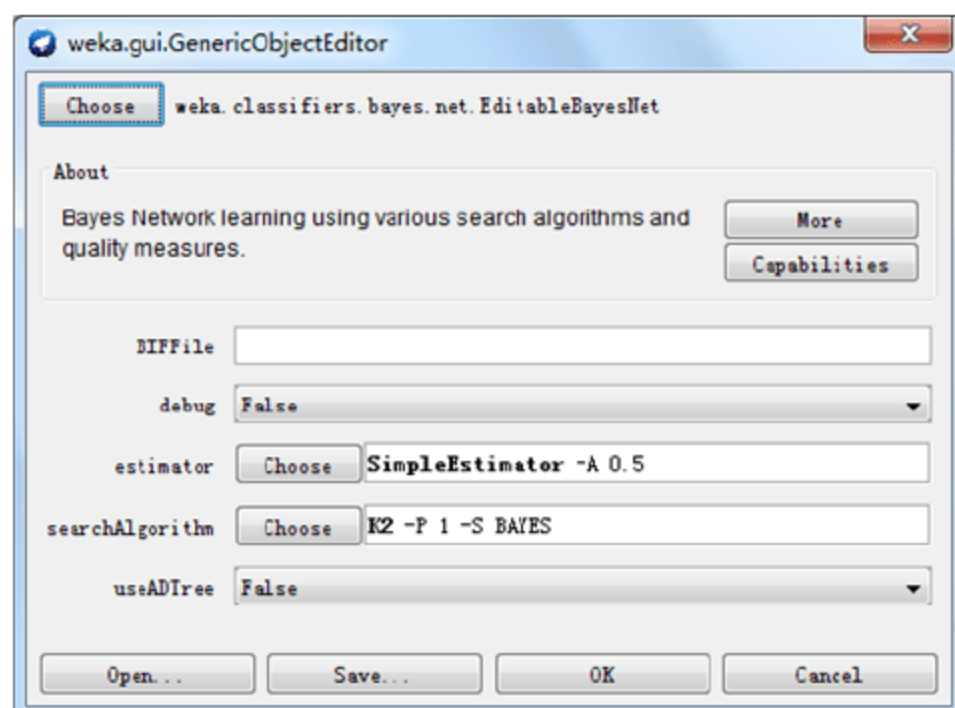 weka.gui.GenericObjectEditor
Choose weka.classifiers.bayes.net.EditableBayesNet
About
Bayes Network learning using various search algorithms and
quality measures.
More
Capabilities
BIFFile
debug False
estimator Choose SimpleEstimator -A 0.5
searchAlgorithm Choose K2 -P 1 -S BAYES
useADTree False
Open... Save... OK Cancel